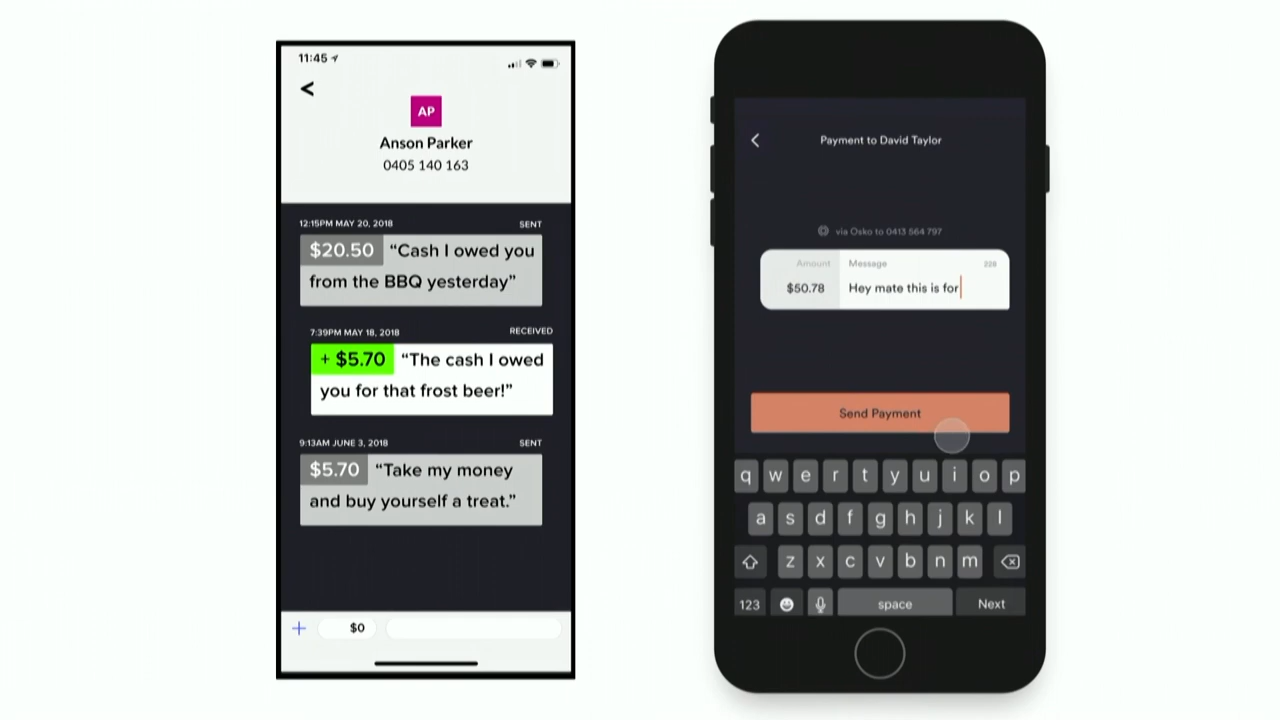 11:45
<
AP
Anson Parker
0405 140 163
12:15PM MAY 20, 2018 SENT
$20.50 “Cash I owed you
from the BBQ yesterday”
7:39PM MAY 18, 2018 RECEIVED
+ $5.70 “The cash I owed
you for that frost beer!”
9:13AM JUNE 3, 2018 SENT
$5.70 “Take my money
and buy yourself a treat.”
+ $0
Payment to David Taylor
via Osko to 0413 564 797
Amount Message 228
$50.78 Hey mate this is for
Send Payment
q w e r t y u i o p
a s d f g h j k l
z x c v b n m
123 space Next